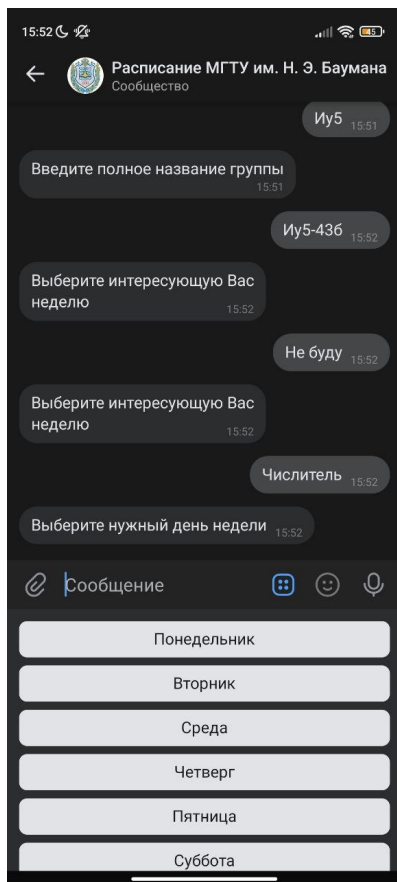 15:52
45
Расписание МГТУ им. Н. Э. Баумана
Сообщество
Иу5 15:51
Введите полное название группы
15:51
Иу5-43б 15:52
Выберите интересующую Вас
неделю 15:52
Не буду 15:52
Выберите интересующую Вас
неделю 15:52
Числитель 15:52
Выберите нужный день недели 15:52
Сообщение
Понедельник
Вторник
Среда
Четверг
Пятница
Суббота